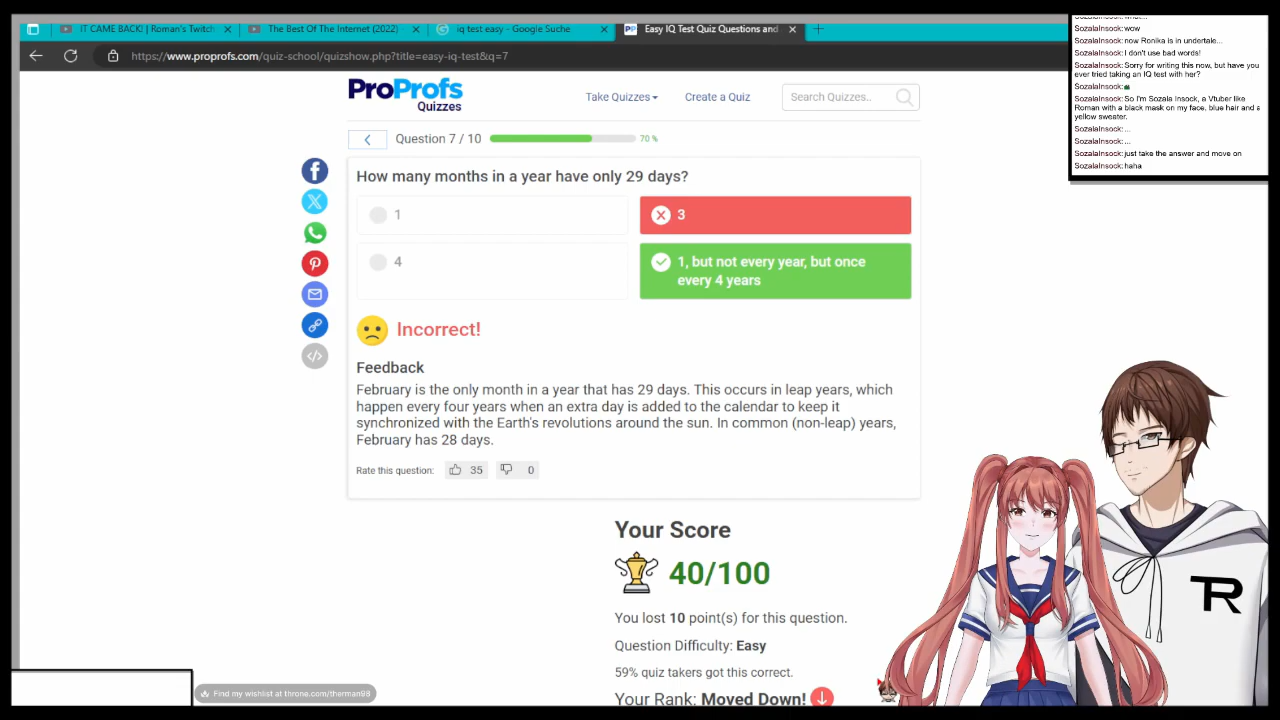 IT CAME BACK! | Roman's Twitch
The Best Of The Internet (2022)
iq test easy - Google Suche
Easy IQ Test Quiz Questions and
https://www.proprofs.com/quiz-school/quizshow.php?title=easy-iq-test&q=7
ProProfs
Quizzes
Take Quizzes
Create a Quiz
Search Quizzes..
Question 7 / 10
70 %
How many months in a year have only 29 days?
1
3
4
1, but not every year, but once
every 4 years
Incorrect!
Feedback
February is the only month in a year that has 29 days. This occurs in leap years, which
happen every four years when an extra day is added to the calendar to keep it
synchronized with the Earth's revolutions around the sun. In common (non-leap) years,
February has 28 days.
Rate this question:
35
0
Your Score
40/100
You lost 10 point(s) for this question.
Question Difficulty: Easy
59% quiz takers got this correct.
Your Rank: Moved Down!
Find my wishlist at throne.com/therman98
SozalaInsock: wow
SozalaInsock: now Ronika is in undertale...
SozalaInsock: I don't use bad words!
SozalaInsock: Sorry for writing this now, but have you
ever tried taking an IQ test with her?
SozalaInsock:
SozalaInsock: So I'm Sozala Insock, a Vtuber like
Roman with a black mask on my face, blue hair and a
yellow sweater.
SozalaInsock: ...
SozalaInsock: ...
SozalaInsock: just take the answer and move on
SozalaInsock: haha
TR